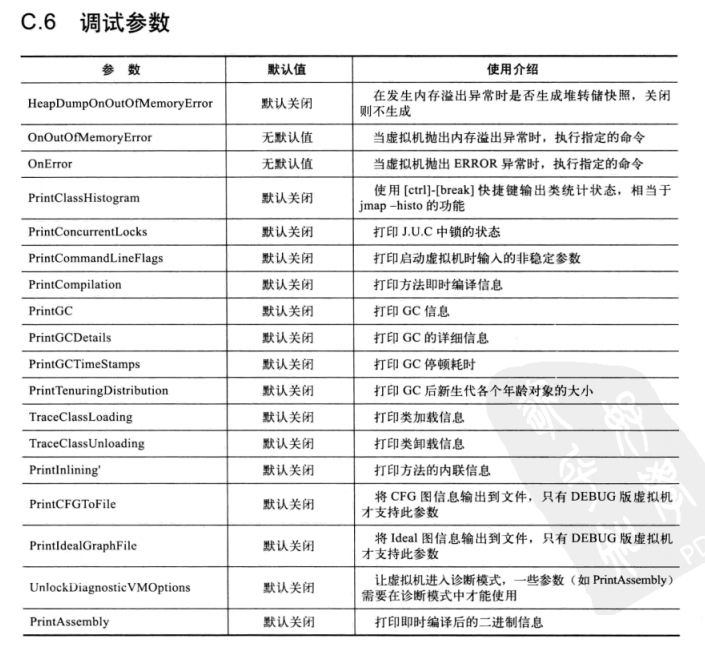 C.6 调试参数
参 数 默认值 使用介绍
HeapDumpOnOutOfMemoryError 默认关闭 在发生内存溢出异常时是否生成堆转储快照，关闭
则不生成
OnOutOfMemoryError 无默认值 当虚拟机抛出内存溢出异常时，执行指定的命令
OnError 无默认值 当虚拟机抛出 ERROR 异常时，执行指定的命令
PrintClassHistogram 默认关闭 使用 [ctrl]-[break] 快捷键输出类统计状态，相当于
jmap –histo 的功能
PrintConcurrentLocks 默认关闭 打印 J.U.C 中锁的状态
PrintCommandLineFlags 默认关闭 打印启动虚拟机时输入的非稳定参数
PrintCompilation 默认关闭 打印方法即时编译信息
PrintGC 默认关闭 打印 GC 信息
PrintGCDetails 默认关闭 打印 GC 的详细信息
PrintGCTimeStamps 默认关闭 打印 GC 停顿耗时
PrintTenuringDistribution 默认关闭 打印 GC 后新生代各个年龄对象的大小
TraceClassLoading 默认关闭 打印类加载信息
TraceClassUnloading 默认关闭 打印类卸载信息
PrintInlining' 默认关闭 打印方法的内联信息
PrintCFGToFile 默认关闭 将 CFG 图信息输出到文件，只有 DEBUG 版虚拟机
才支持此参数
PrintIdealGraphFile 默认关闭 将 Ideal 图信息输出到文件，只有 DEBUG 版虚拟机
才支持此参数
UnlockDiagnosticVMOptions 默认关闭 让虚拟机进入诊断模式，一些参数（如 PrintAssembly）
需要在诊断模式中才能使用
PrintAssembly 默认关闭 打印即时编译后的二进制信息